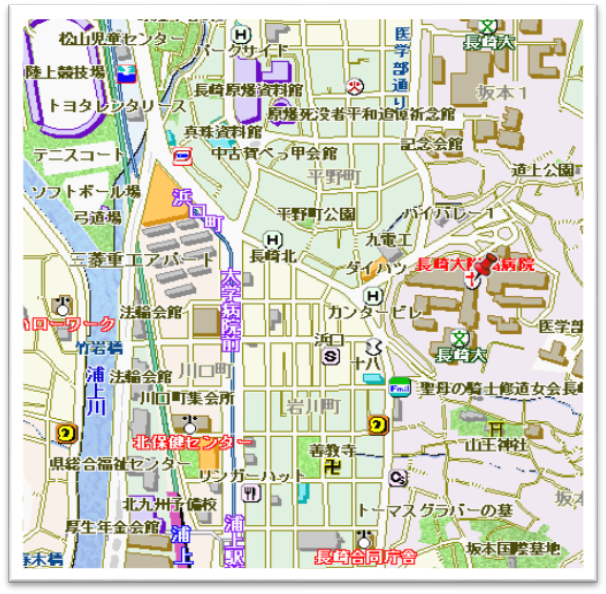 松山児童センター
パークサイド
医学部通り
長崎大
陸上競技場
長崎原爆資料館
坂本1
トヨタレンタリース
原爆死没者平和追悼祈念館
真珠資料館
記念会館
テニスコート
中古賀べっ甲会館
道上公園
平野町
ソフトボール場
浜口町
弓道場
平野町公園
バイパレー1
九電工
三菱重工アパート
長崎北
ダイハツ
大学病院前
カンタービレ
法輪会館
ハローワーク
浜口
医学部
竹岩橋
長崎大
十八
浦上川
法輪会館
川口町
Fmil
聖母の騎士修道女会長崎
川口町集会所
岩川町
北保健センター
山王神社
善教寺
県総合福祉センター
リンガーハット
坂本
北九州予備校
トーマスグラバーの墓
厚生年金会館
浦上
浦上駅
長崎合同庁舎
坂本国際墓地